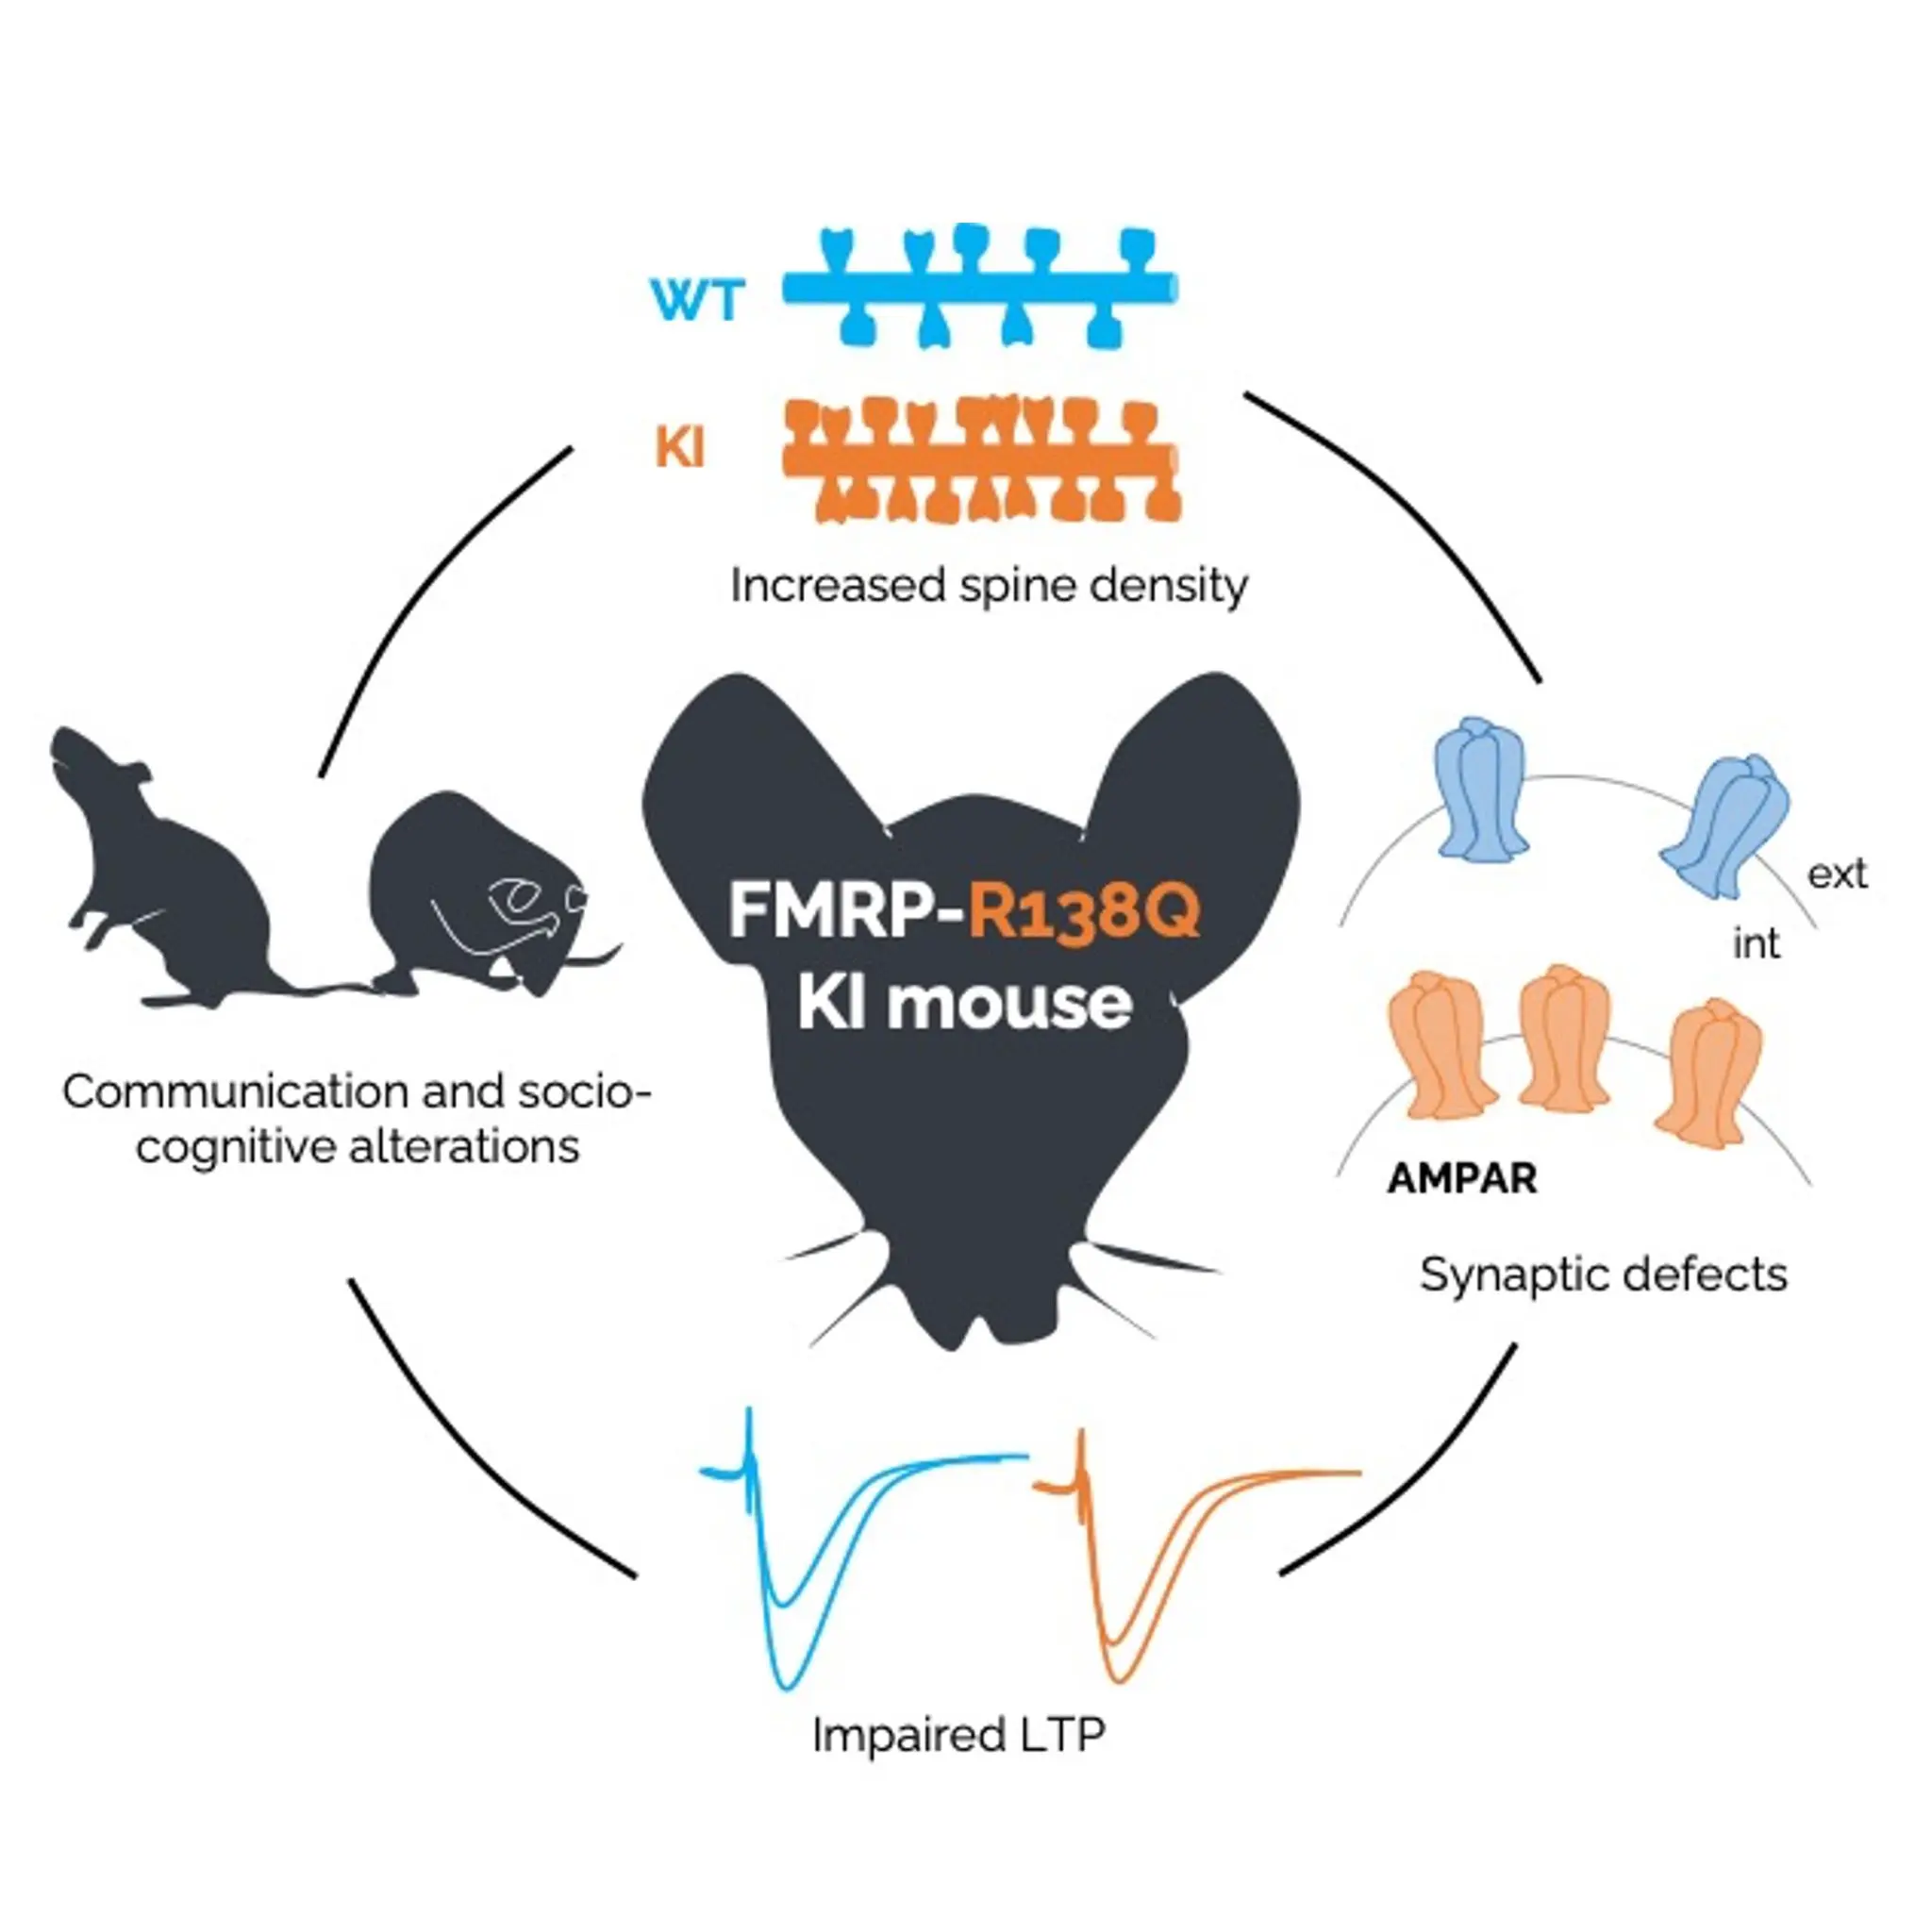 WT
KI
Increased spine density
FMRP-R138Q
KI mouse
ext
int
AMPAR
Synaptic defects
Communication and socio-
cognitive alterations
Impaired LTP